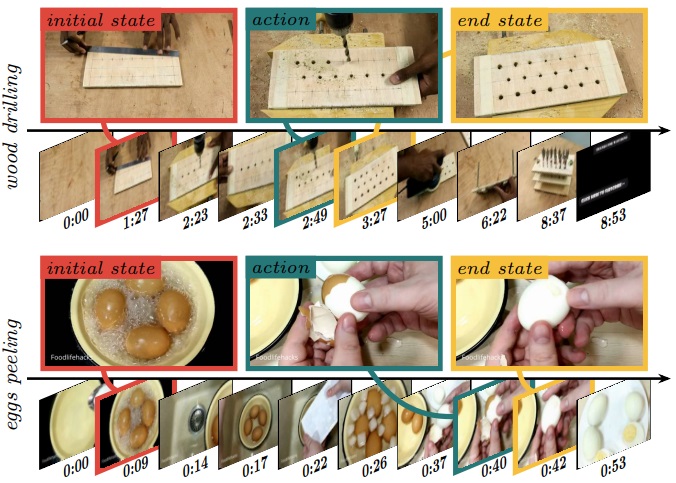 initial state
action
end state
wood drilling
0:00
1:27
2:23
2:33
2:49
3:27
5:00
6:22
8:37
8:53
initial state
action
end state
eggs peeling
Foodlifehacks
Foodlifehacks
Foodlifehacks
0:00
0:09
0:14
0:17
0:22
0:26
0:37
0:40
0:42
0:53